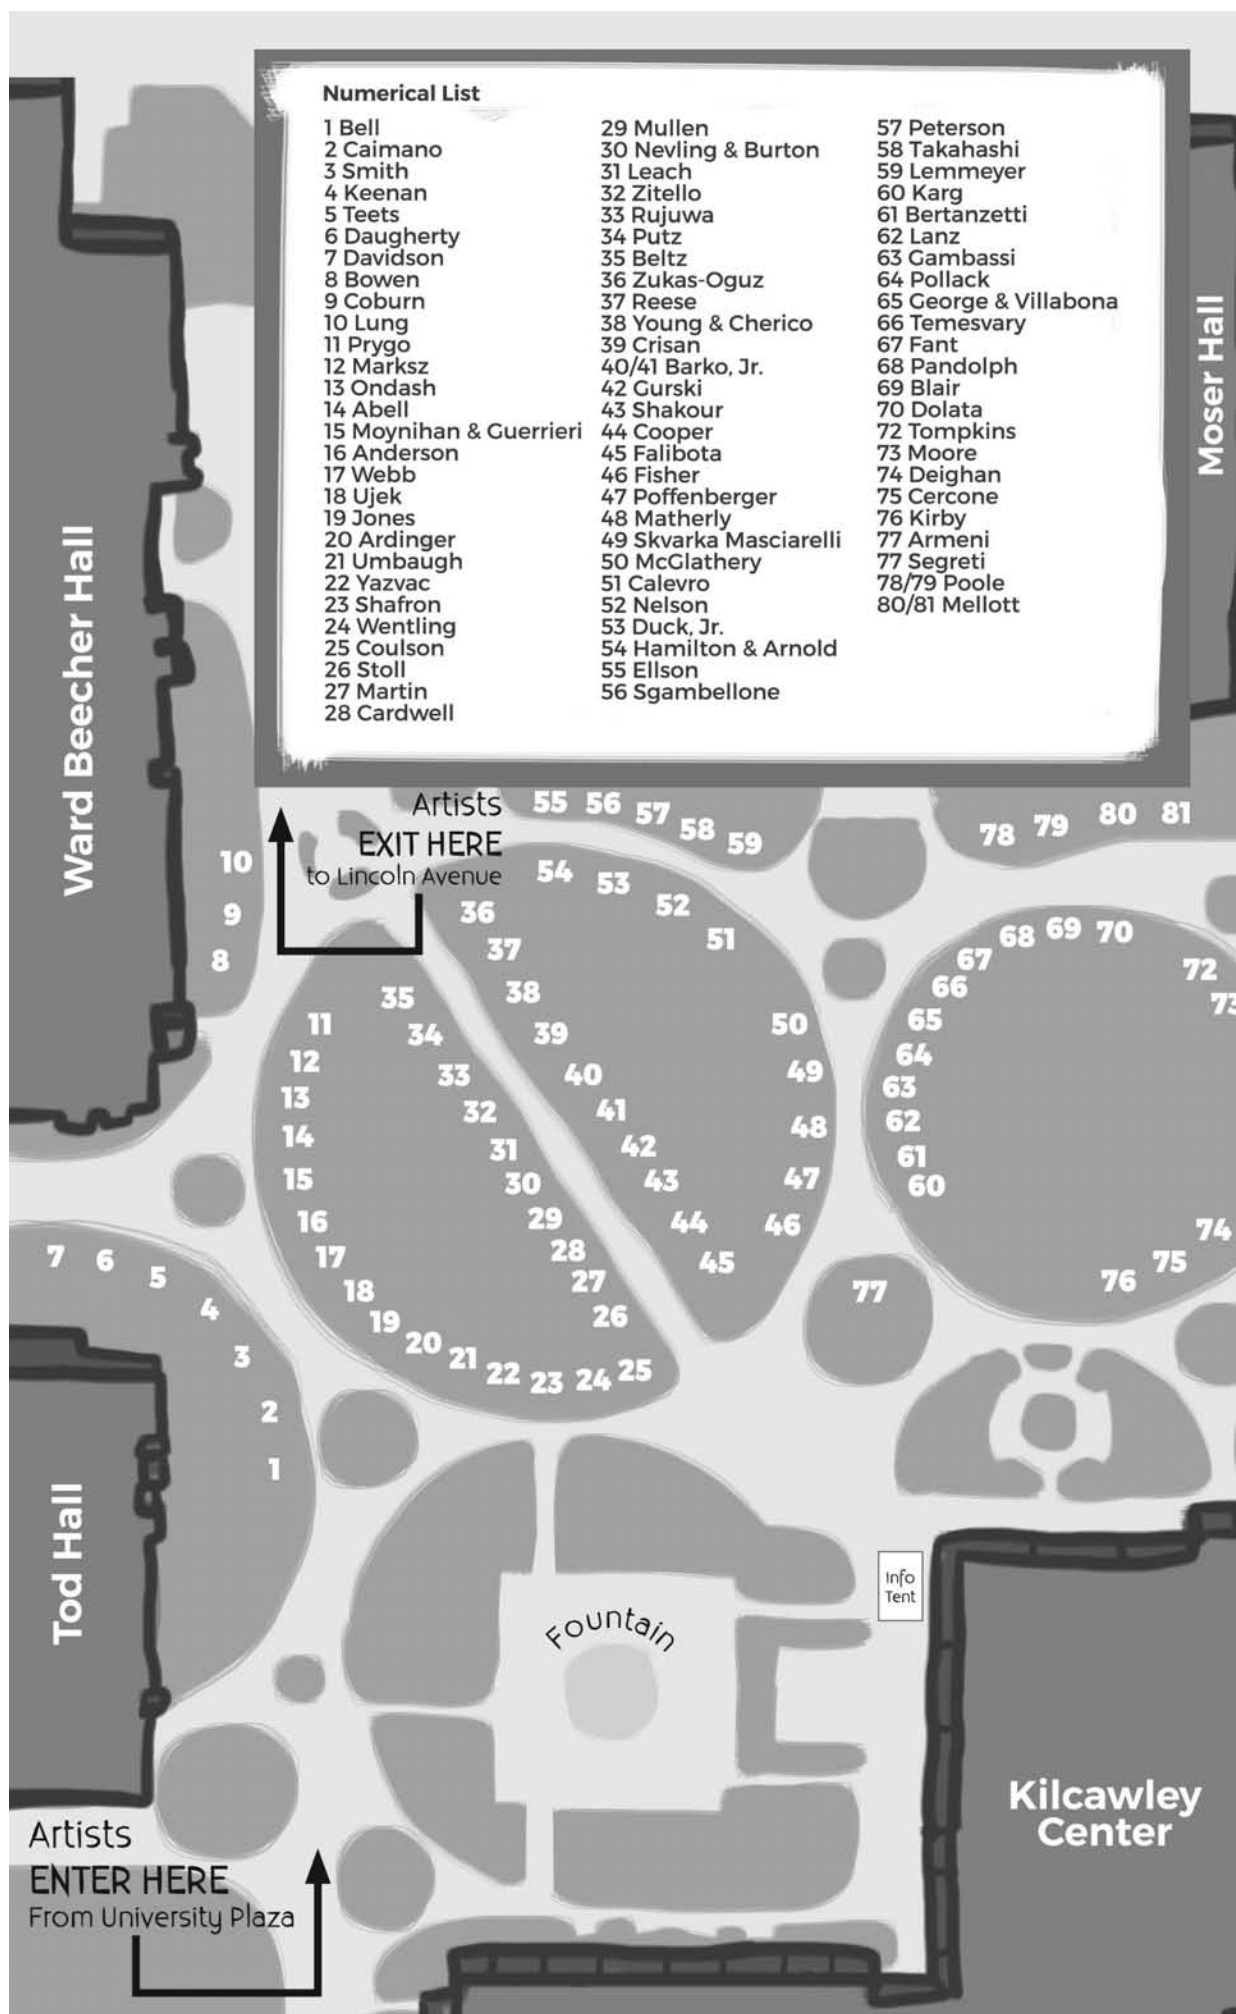 Numerical List
1 Bell
2 Caimano
3 Smith
4 Keenan
5 Teets
6 Daugherty
7 Davidson
8 Bowen
9 Coburn
10 Lung
11 Prygo
12 Marksz
13 Ondash
14 Abell
15 Moynihan & Guerrieri
16 Anderson
17 Webb
18 Ujek
19 Jones
20 Ardinger
21 Umbaugh
22 Yazvac
23 Shafron
24 Wentling
25 Coulson
26 Stoll
27 Martin
28 Cardwell
29 Mullen
30 Nevling & Burton
31 Leach
32 Zitello
33 Rujuwa
34 Putz
35 Beltz
36 Zukas-Oguz
37 Reese
38 Young & Cherico
39 Crisan
40/41 Barko, Jr.
42 Gurski
43 Shakour
44 Cooper
45 Falibota
46 Fisher
47 Poffenberger
48 Matherly
49 Skvarka Masciarelli
50 McGlathery
51 Calevro
52 Nelson
53 Duck, Jr.
54 Hamilton & Arnold
55 Ellson
56 Sgambellone
57 Peterson
58 Takahashi
59 Lemmeyer
60 Karg
61 Bertanzetti
62 Lanz
63 Gambassi
64 Pollack
65 George & Villabona
66 Temesvary
67 Fant
68 Pandolph
69 Blair
70 Dolata
72 Tompkins
73 Moore
74 Deighan
75 Cercone
76 Kirby
77 Armeni
77 Segreti
78/79 Poole
80/81 Mellott
Moser Hall
Ward Beecher Hall
Artists
EXIT HERE
to Lincoln Avenue
55
56
57
58
59
78
79
80
81
10
9
8
54
53
52
51
50
49
48
47
46
36
37
38
39
40
41
42
43
44
45
35
34
33
32
31
30
29
28
27
26
25
11
12
13
14
15
16
17
18
19
20
21
22
23
24
68
69
70
67
66
65
64
63
62
61
60
72
73
74
75
76
77
7
6
5
4
3
2
1
Tod Hall
Info
Tent
Fountain
Kilcawley
Center
Artists
ENTER HERE
From University Plaza